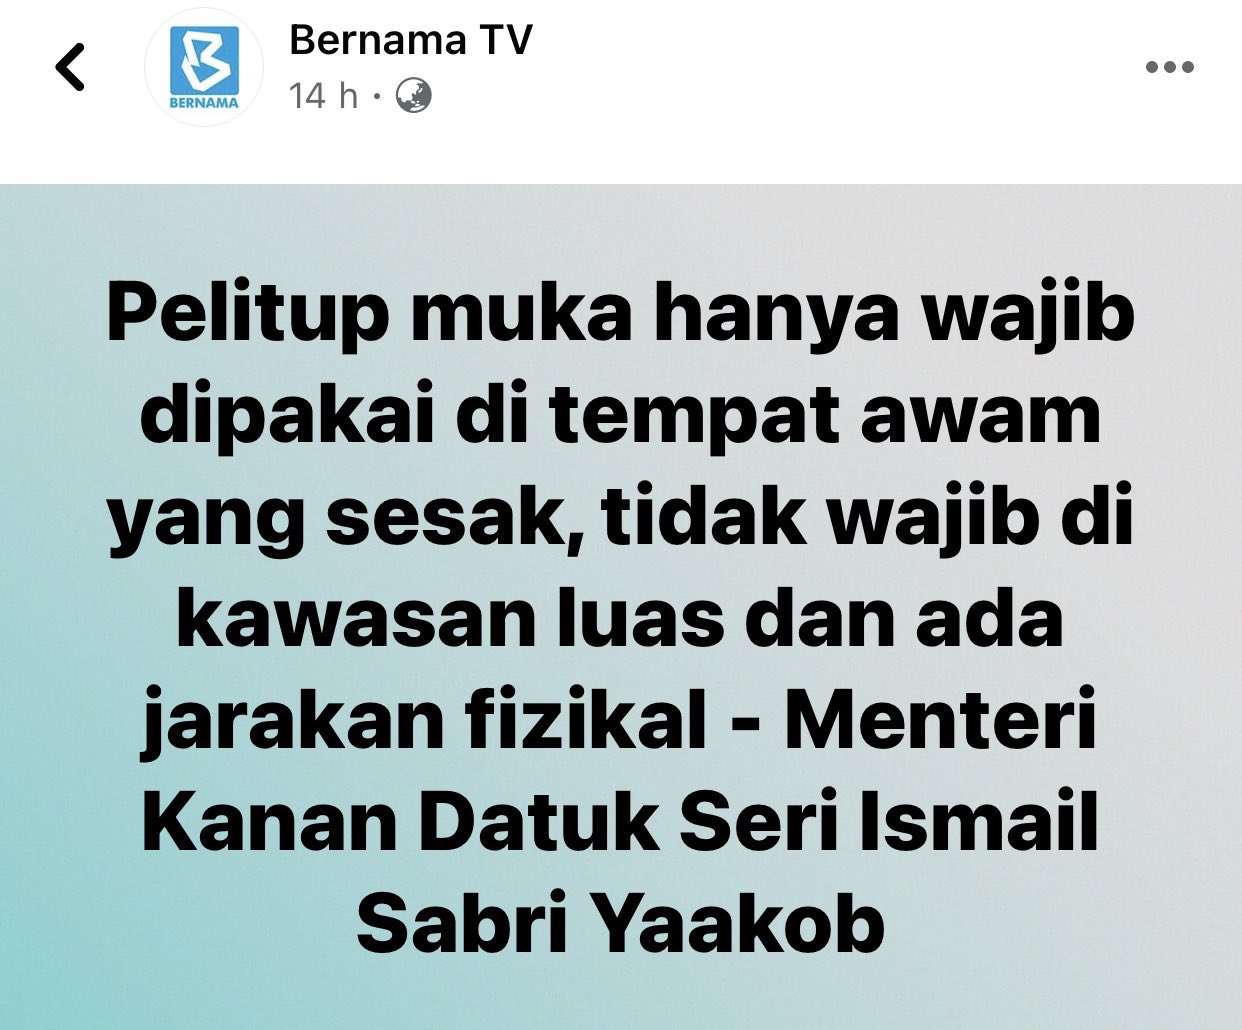 Bernama TV
14 h ·
BERNAMA
Pelitup muka hanya wajib
dipakai di tempat awam
yang sesak, tidak wajib di
kawasan luas dan ada
jarakan fizikal - Menteri
Kanan Datuk Seri Ismail
Sabri Yaakob